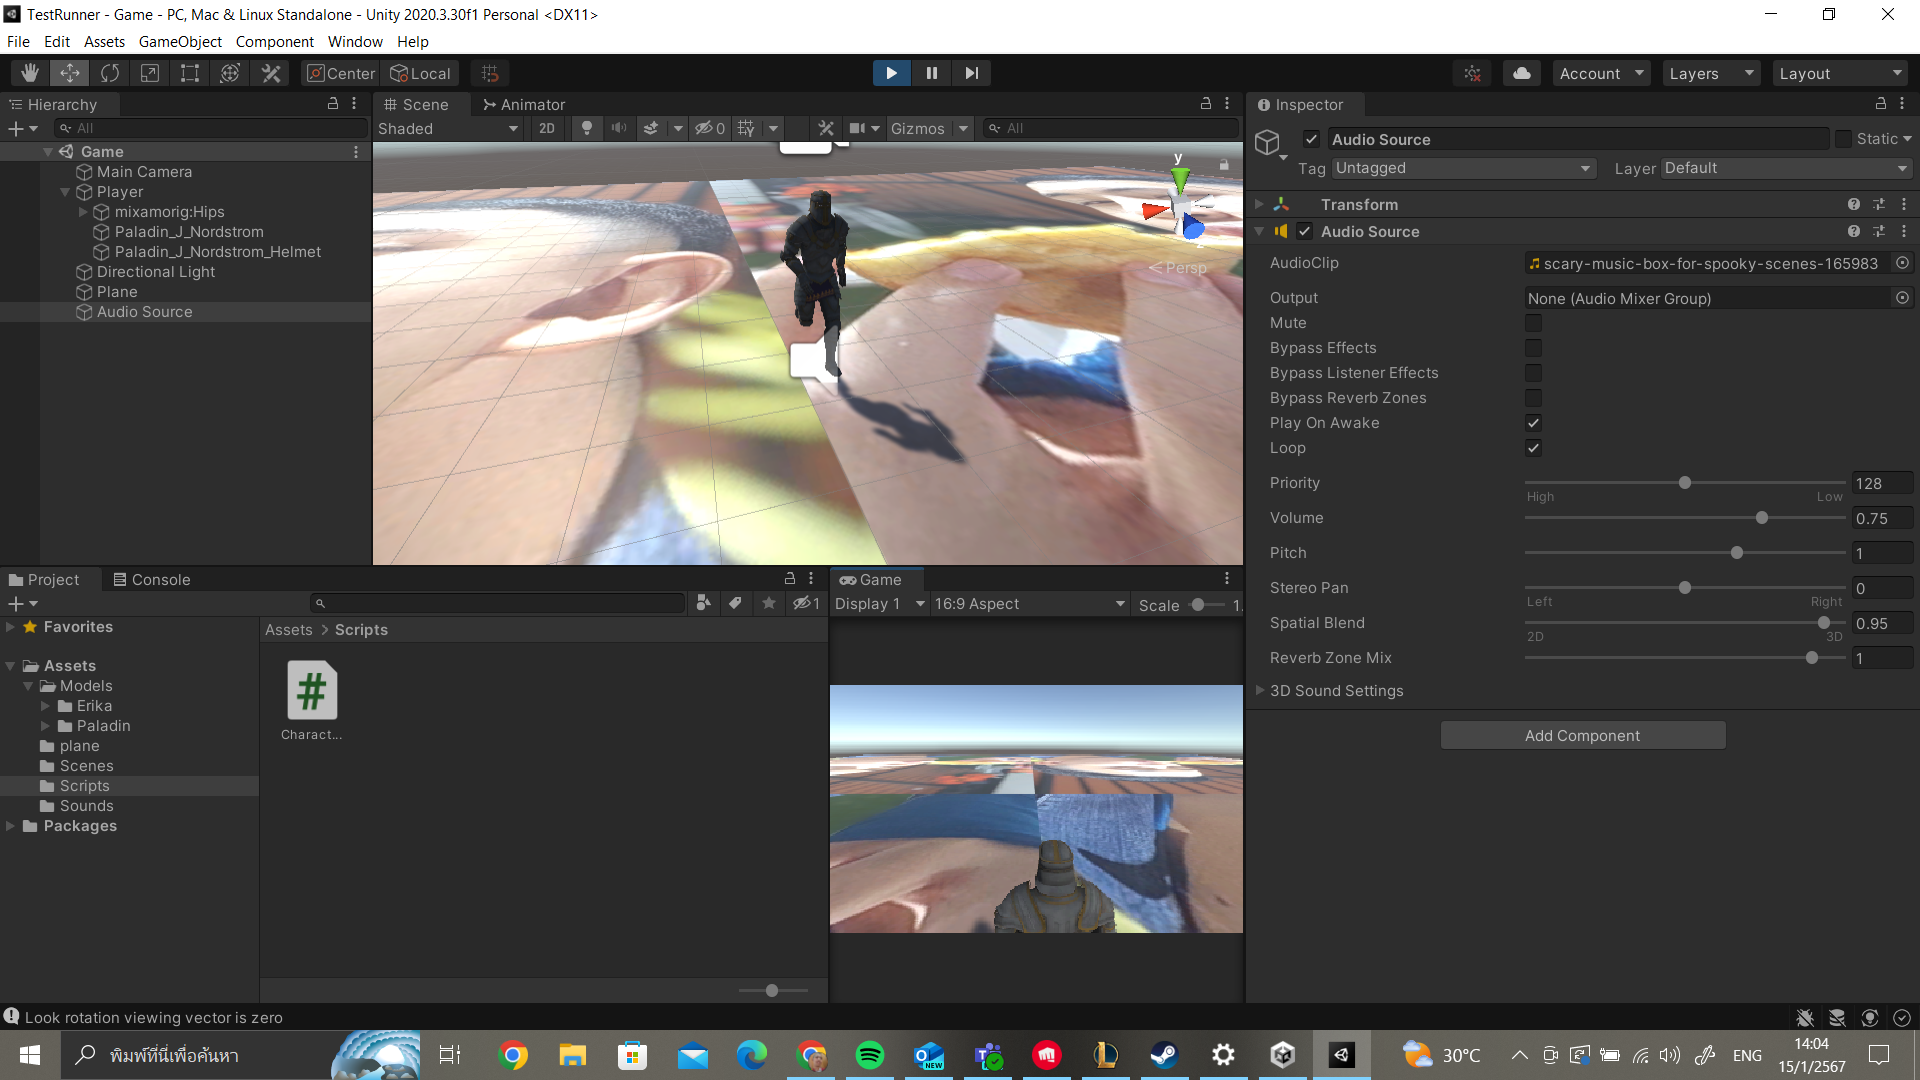 TestRunner - Game - PC, Mac & Linux Standalone - Unity 2020.3.30f1 Personal <DX11>
File Edit Assets GameObject Component Window Help
Center Local
Account Layers Layout
Hierarchy
All
Game
Main Camera
Player
mixamorig:Hips
Paladin_J_Nordstrom
Paladin_J_Nordstrom_Helmet
Directional Light
Plane
Audio Source
Scene Animator
Shaded 2D 0 Gizmos All
y
Persp
Inspector
Audio Source Static
Tag Untagged Layer Default
Transform
Audio Source
AudioClip scary-music-box-for-spooky-scenes-165983
Output None (Audio Mixer Group)
Mute
Bypass Effects
Bypass Listener Effects
Bypass Reverb Zones
Play On Awake
Loop
Priority 128
High Low
Volume 0.75
Pitch 1
Stereo Pan 0
Left Right
Spatial Blend 0.95
2D 3D
Reverb Zone Mix 1
3D Sound Settings
Add Component
Project Console
1
Favorites
Assets
Models
Erika
Paladin
plane
Scenes
Scripts
Sounds
Packages
Assets > Scripts
#
Charact...
Game
Display 1 16:9 Aspect Scale 1.
Look rotation viewing vector is zero
พิมพ์ที่นี่เพื่อค้นหา
NEW
30°C
ENG
14:04
15/1/2567